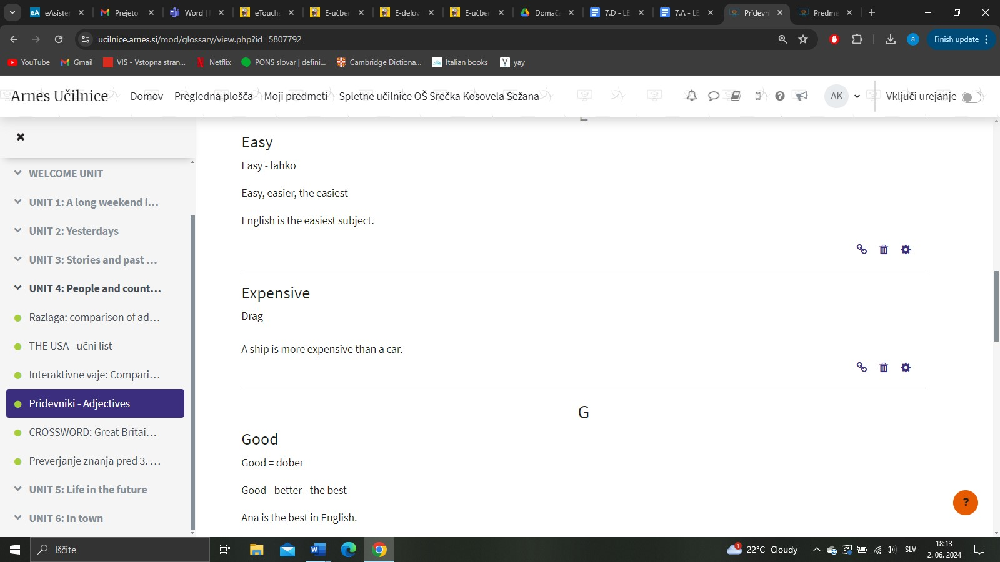 eAsister
Prejeto
Word |
eTouchs
E-učber
E-delov
E-učber
Domača
7.D - LE
7.A - LE
Pridevn
Predme
ucilnice.arnes.si/mod/glossary/view.php?id=5807792
Finish update
YouTube
Gmail
VIS - Vstopna stran...
Netflix
PONS slovar | defini...
Cambridge Dictiona...
Italian books
yay
Arnes Učilnice
Domov
Pregledna plošča
Moji predmeti
Spletne učilnice OŠ Srečka Kosovela Sežana
AK
Vključi urejanje
WELCOME UNIT
UNIT 1: A long weekend i...
UNIT 2: Yesterdays
UNIT 3: Stories and past ...
UNIT 4: People and count...
Razlaga: comparison of ad...
THE USA - učni list
Interaktivne vaje: Compari...
Pridevniki - Adjectives
CROSSWORD: Great Britai...
Preverjanje znanja pred 3. ...
UNIT 5: Life in the future
UNIT 6: In town
Easy
Easy - lahko
Easy, easier, the easiest
English is the easiest subject.
Expensive
Drag
A ship is more expensive than a car.
G
Good
Good = dober
Good - better - the best
Ana is the best in English.
?
Iščite
22°C Cloudy
SLV
18:13
2. 06. 2024